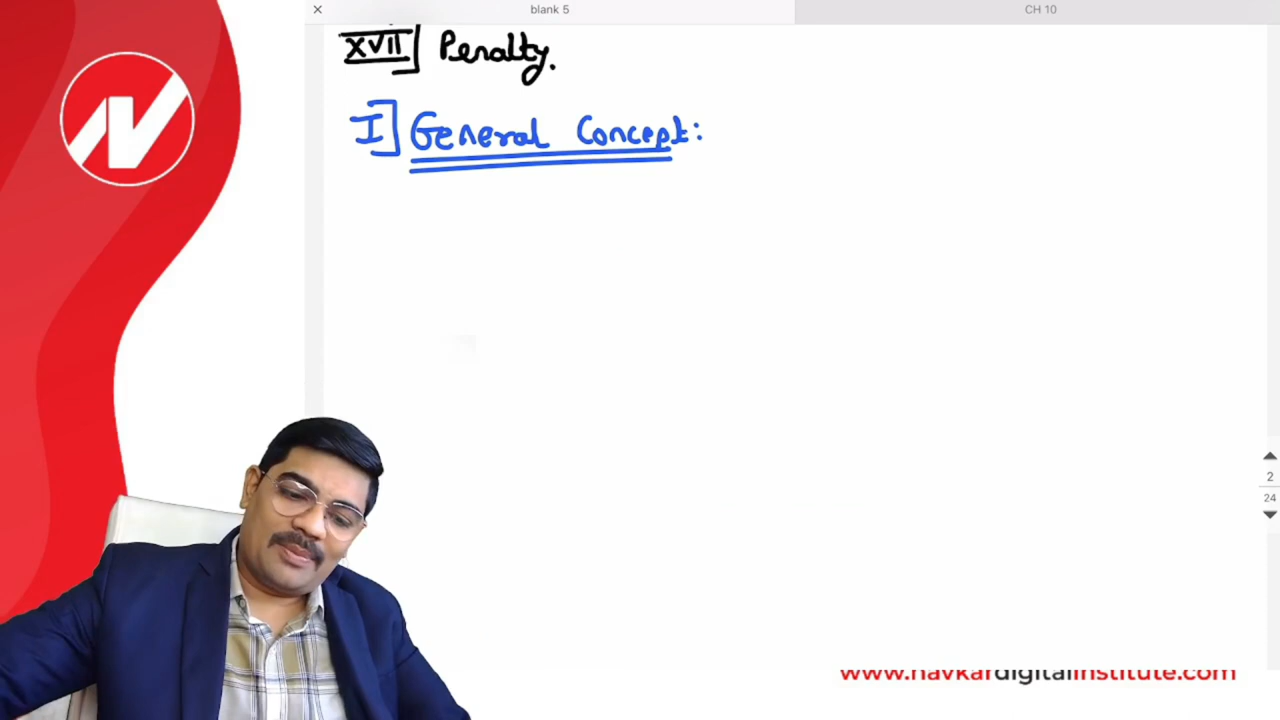 blank 5
CH 10
XVII] Penalty.
I] General Concept:
2
24
www.navkardigitalinstitute.com